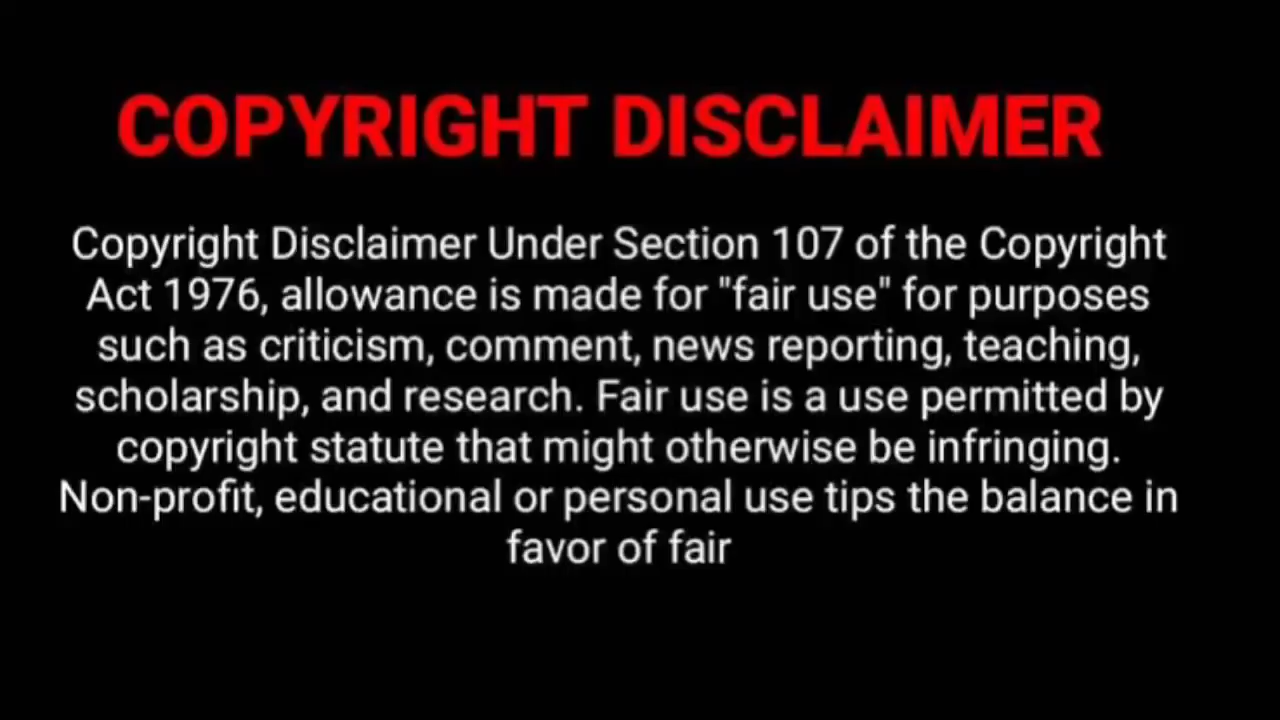 COPYRIGHT DISCLAIMER
Copyright Disclaimer Under Section 107 of the Copyright
Act 1976, allowance is made for "fair use" for purposes
such as criticism, comment, news reporting, teaching,
scholarship, and research. Fair use is a use permitted by
copyright statute that might otherwise be infringing.
Non-profit, educational or personal use tips the balance in
favor of fair